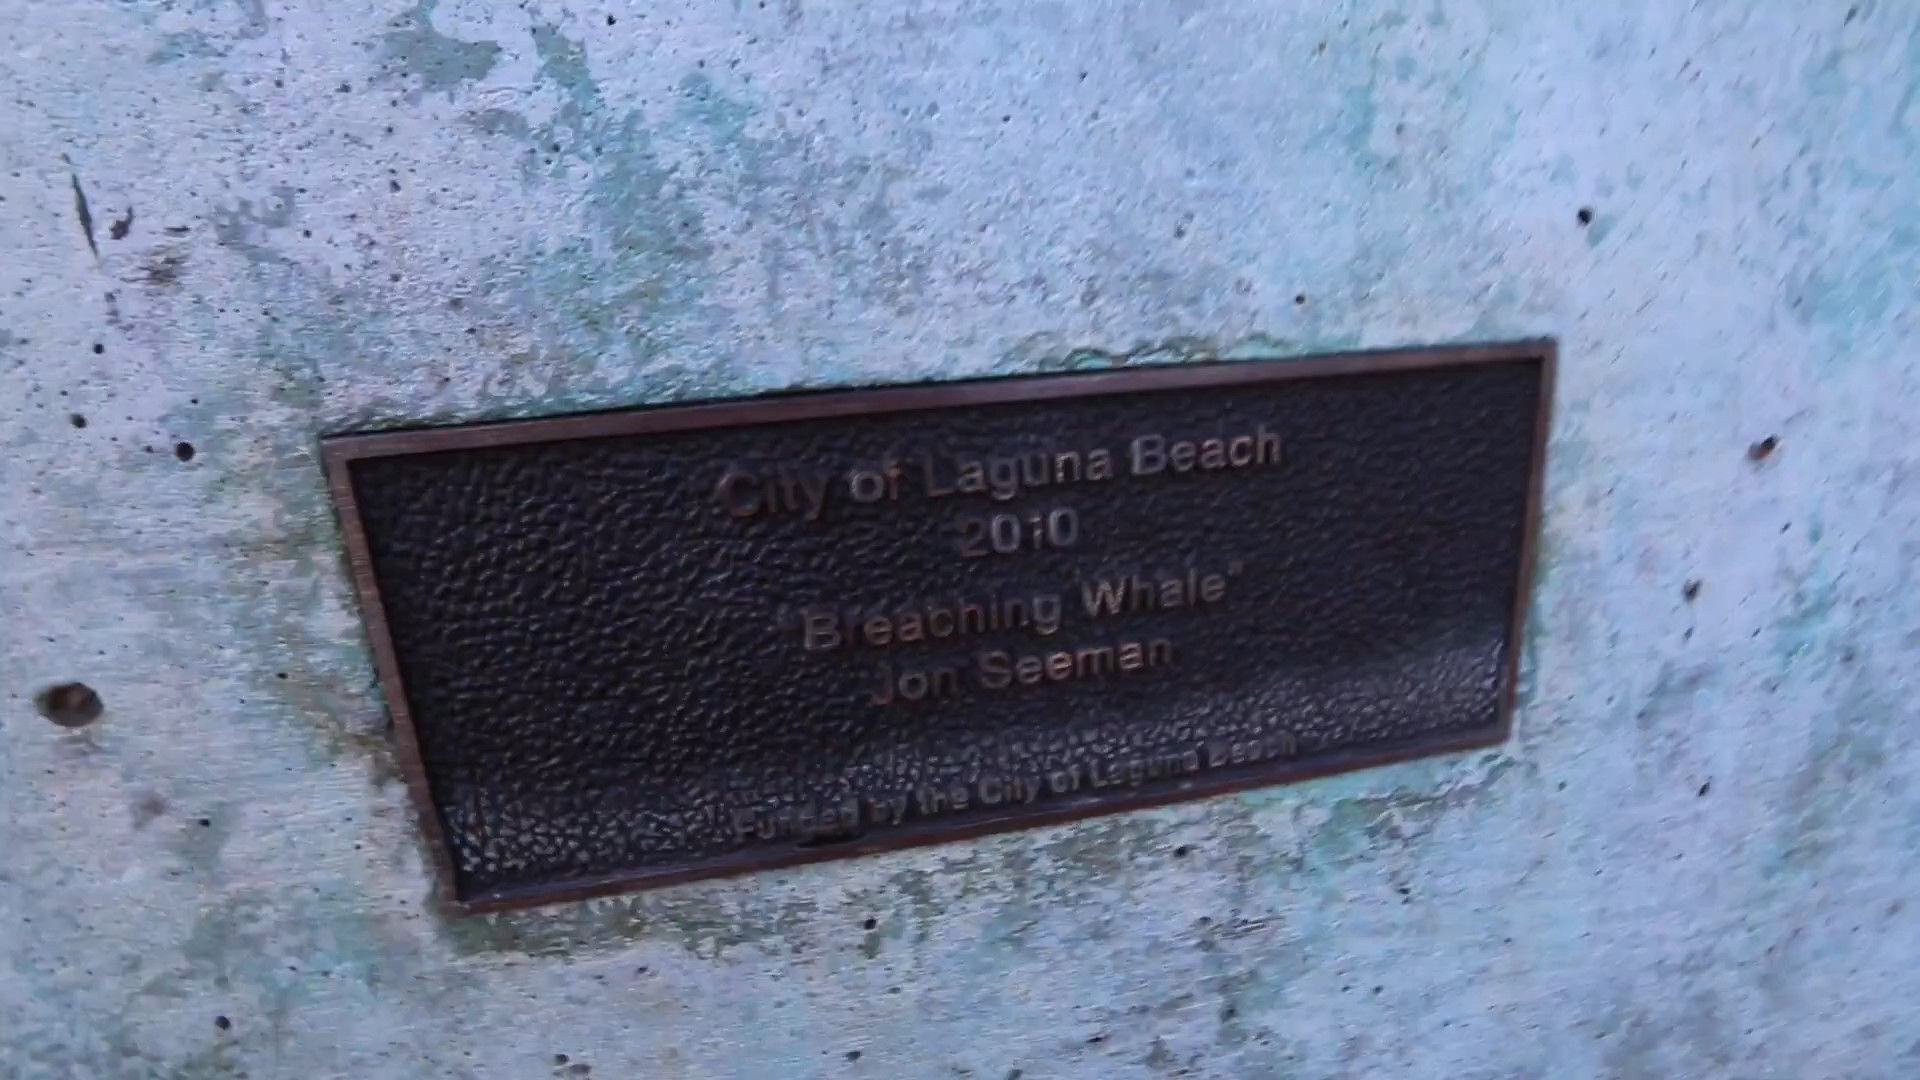 City of Laguna Beach
2010
"Breaching Whale"
Jon Seeman
Funded by the City of Laguna Beach